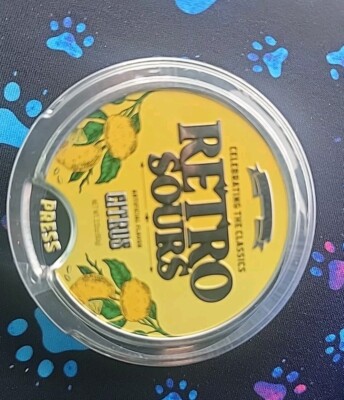 CELEBRATING THE CLASSICS
RETRO
SOURS
ARTIFICIAL FLAVOR
CITRUS
PRESS